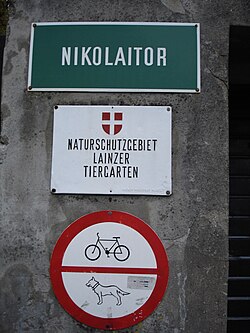 NIKOLAITOR
NATURSCHUTZGEBIET
LAINZER
TIERGARTEN